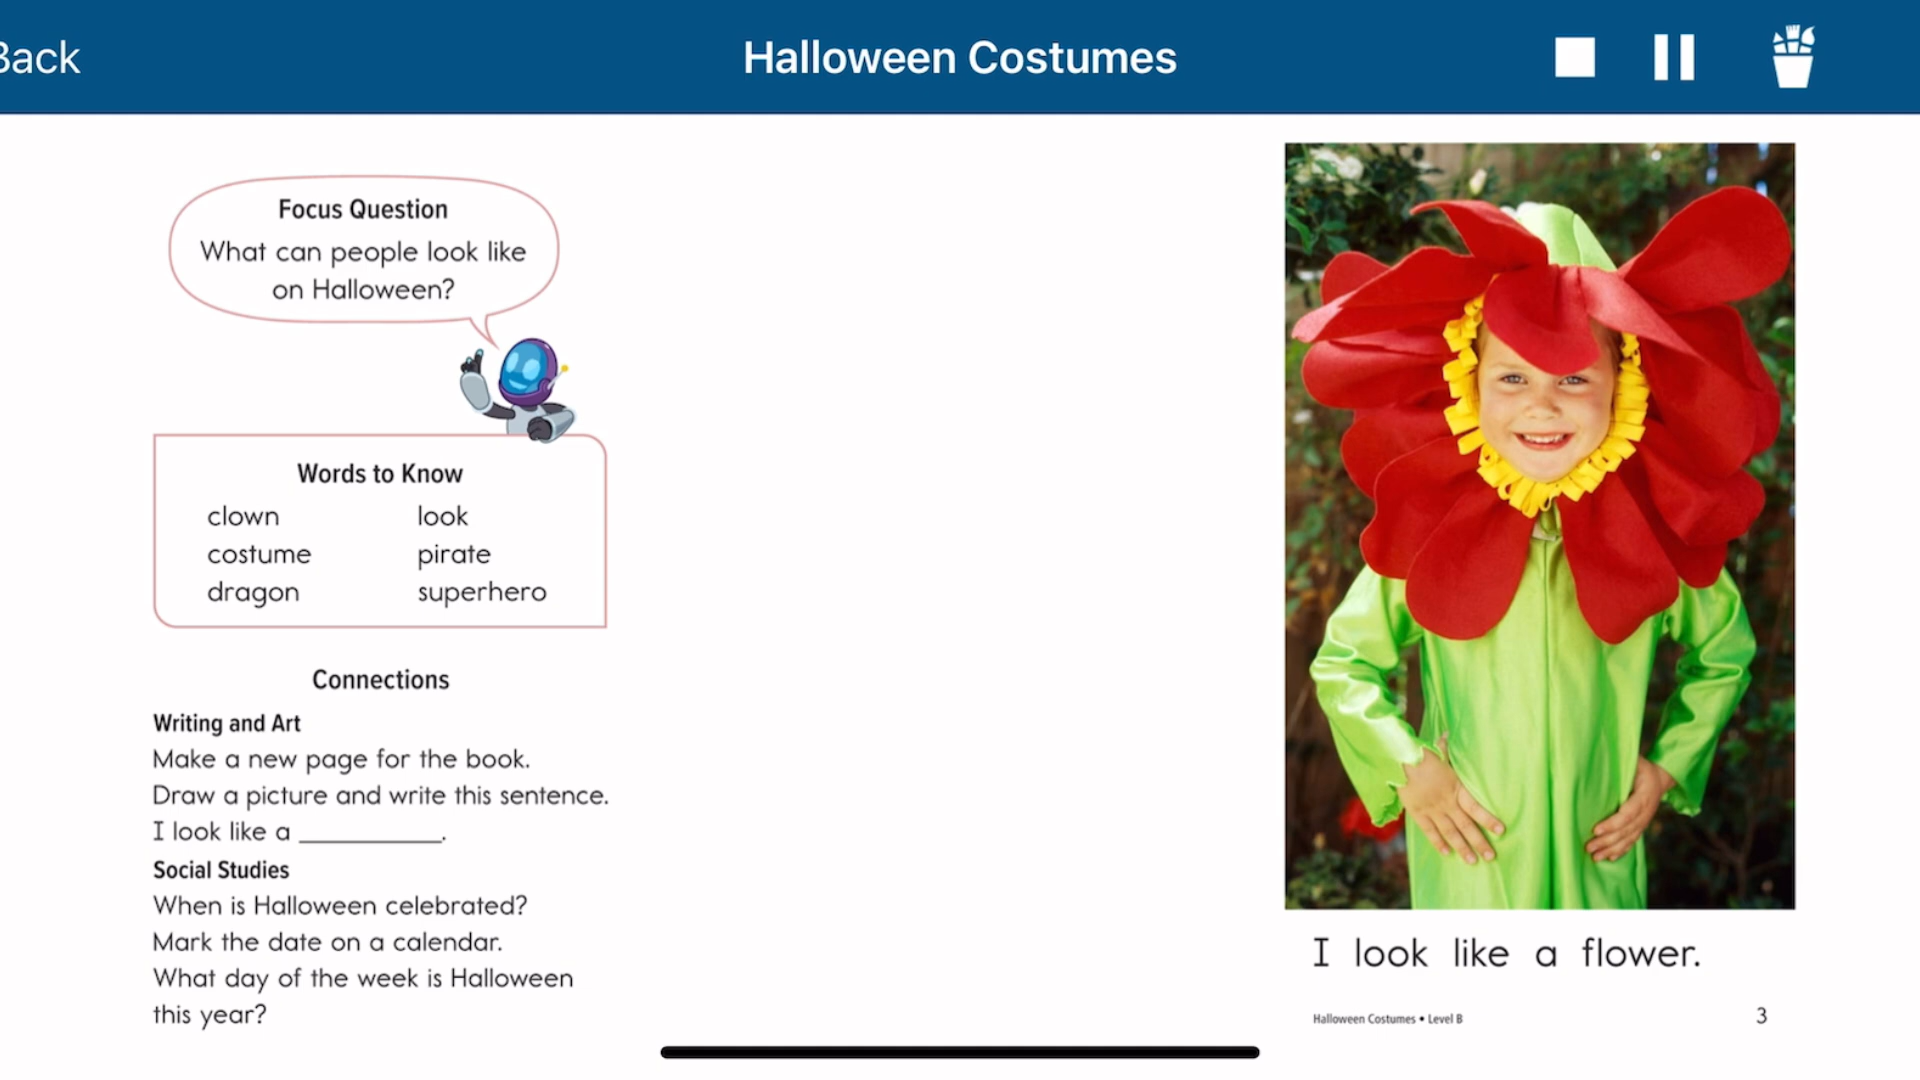 Back
Halloween Costumes
Focus Question
What can people look like
on Halloween?
Words to Know
clown look
costume pirate
dragon superhero
Connections
Writing and Art
Make a new page for the book.
Draw a picture and write this sentence.
I look like a __________.
Social Studies
When is Halloween celebrated?
Mark the date on a calendar.
What day of the week is Halloween
this year?
I look like a flower.
Halloween Costumes • Level B
3